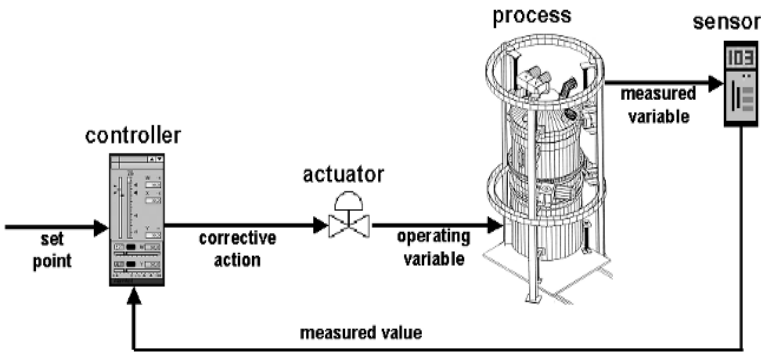 process
sensor
103
measured
variable
controller
actuator
set
point
corrective
action
operating
variable
measured value